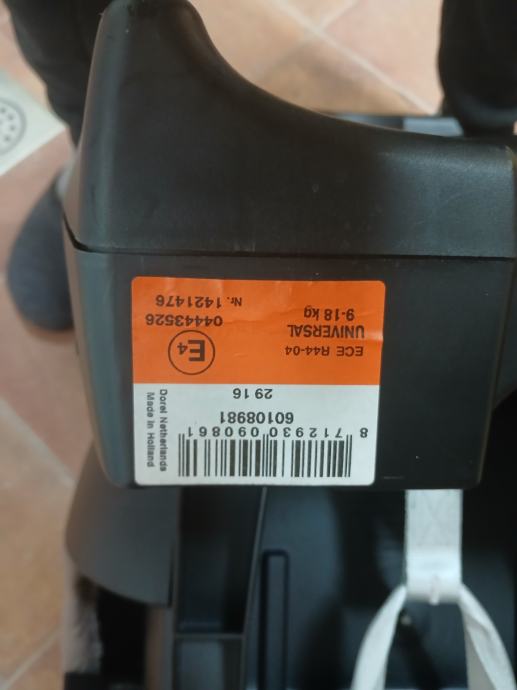 ECE R44-04
UNIVERSAL
9-18 kg
E4
04443526
Nr. 1421476
29 16
60108981
8 712930 090861
Dorel Netherlands
Made in Holland